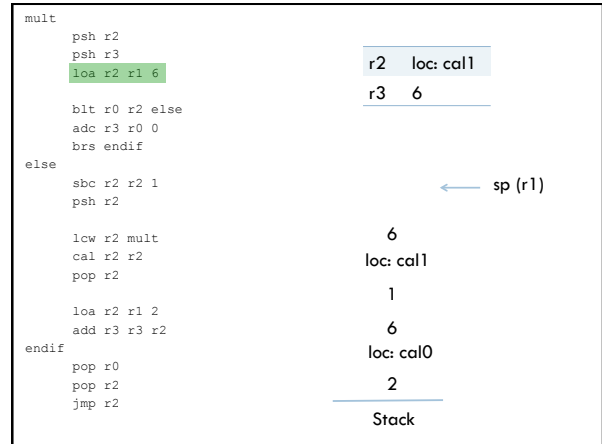 mult
psh r2
psh r3
loa r2 r1 6
blt r0 r2 else
adc r3 r0 0
brs endif
else
sbc r2 r2 1
psh r2
lcw r2 mult
cal r2 r2
pop r2
loa r2 r1 2
add r3 r3 r2
endif
pop r0
pop r2
jmp r2
r2 loc: cal1
r3 6
sp (r1)
6
loc: cal1
1
6
loc: cal0
2
Stack